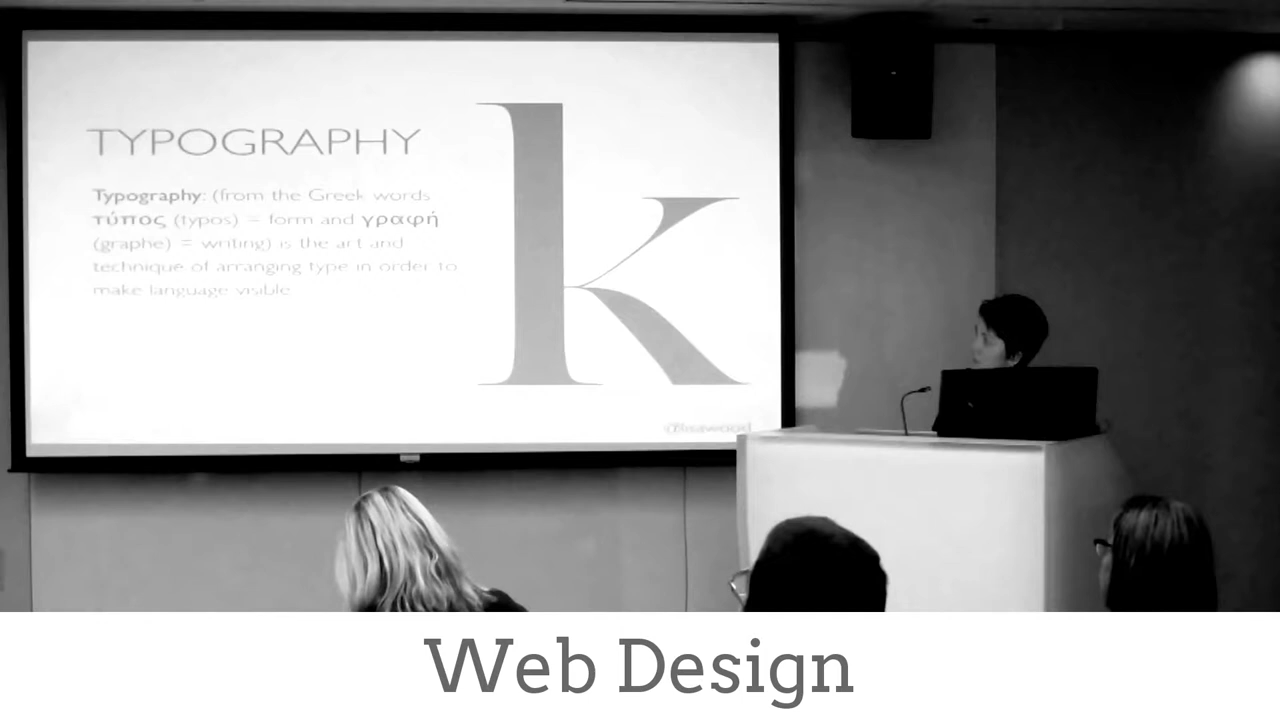 TYPOGRAPHY
Typography: (from the Greek words
τύπος (typos) = form and γραφή
(graphe) = writing) is the art and
technique of arranging type in order to
make language visible
k
Web Design